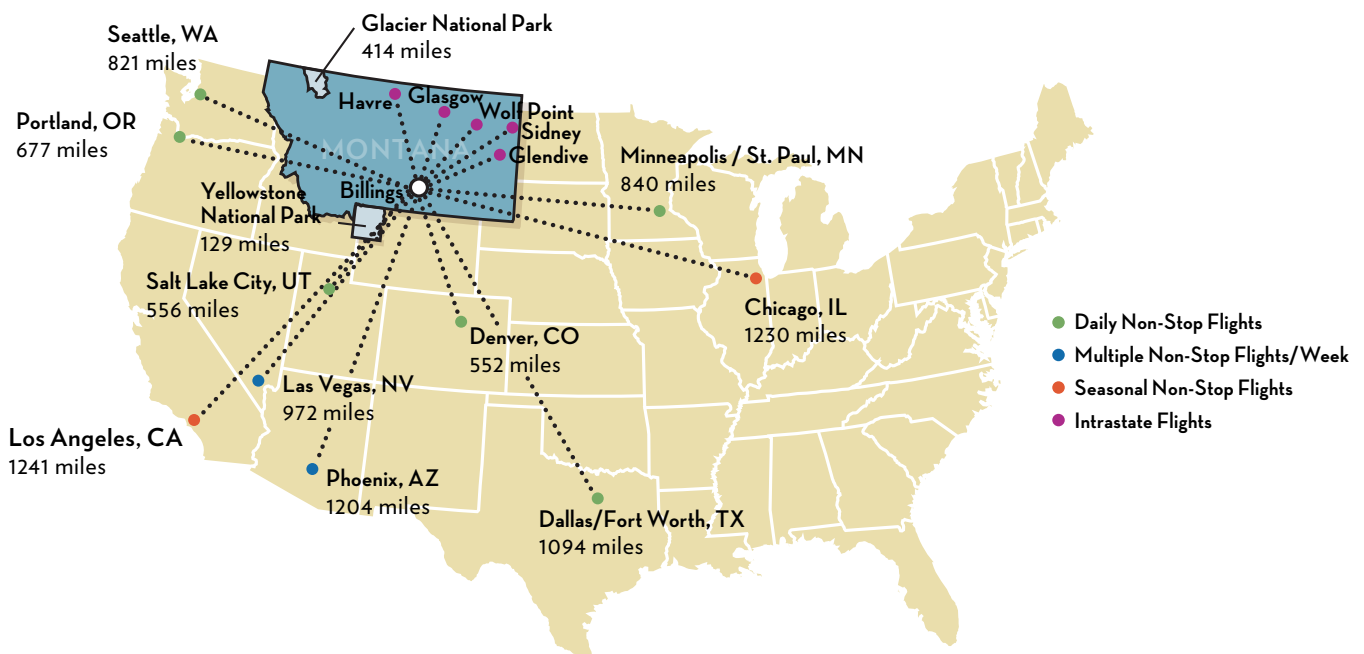 Glacier National Park
414 miles
Seattle, WA
821 miles
Portland, OR
677 miles
Havre
Glasgow
Wolf Point
Sidney
Glendive
MONTANA
Billings
Yellowstone
National Park
129 miles
Minneapolis / St. Paul, MN
840 miles
Salt Lake City, UT
556 miles
Denver, CO
552 miles
Chicago, IL
1230 miles
Las Vegas, NV
972 miles
Los Angeles, CA
1241 miles
Phoenix, AZ
1204 miles
Dallas/Fort Worth, TX
1094 miles
Daily Non-Stop Flights
Multiple Non-Stop Flights/Week
Seasonal Non-Stop Flights
Intrastate Flights